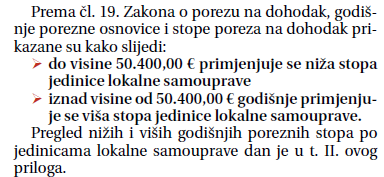 Prema čl. 19. Zakona o porezu na dohodak, godiš-
nje porezne osnovice i stope poreza na dohodak pri-
kazane su kako slijedi:
➤ do visine 50.400,00 € primjenjuje se niža stopa
jedinice lokalne samouprave
➤ iznad visine od 50.400,00 € godišnje primjenju-
je se viša stopa jedinice lokalne samouprave.
Pregled nižih i viših godišnjih poreznih stopa po
jedinicama lokalne samouprave dan je u t. II. ovog
priloga.